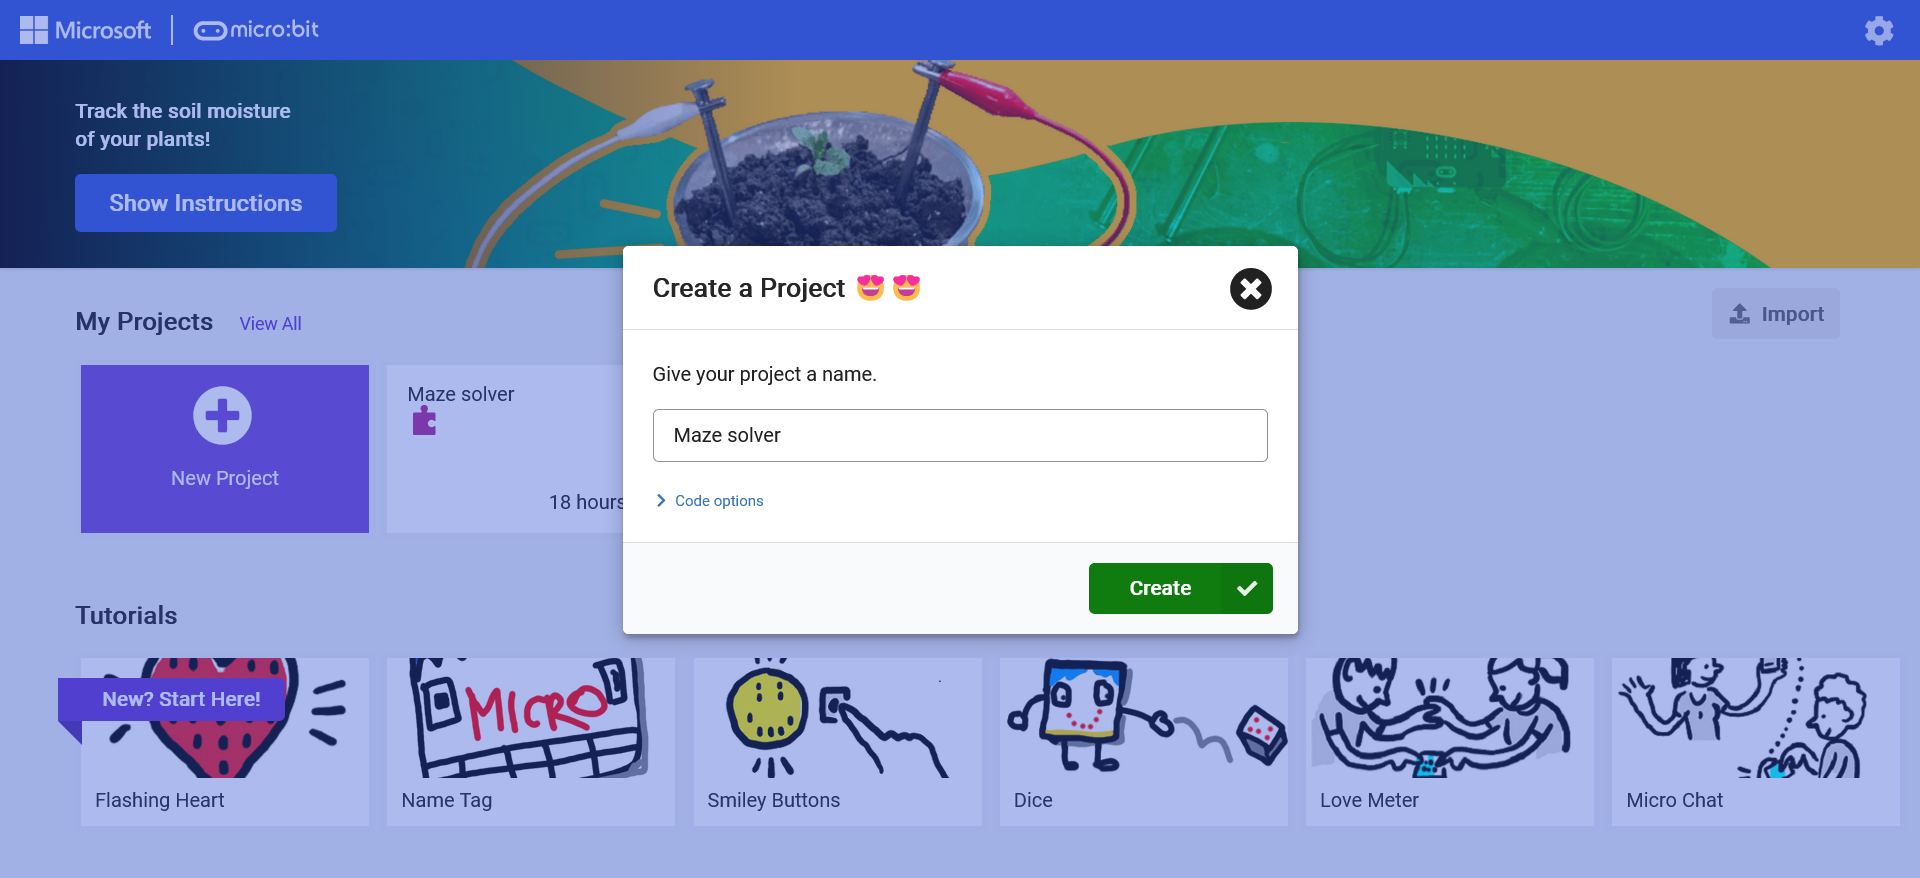 Microsoft
micro:bit
Track the soil moisture
of your plants!
Show Instructions
Create a Project 😍 😍
Give your project a name.
Maze solver
Code options
Create
My Projects
View All
Import
New Project
Maze solver
18 hours
Tutorials
New? Start Here!
MICRO
Flashing Heart
Name Tag
Smiley Buttons
Dice
Love Meter
Micro Chat